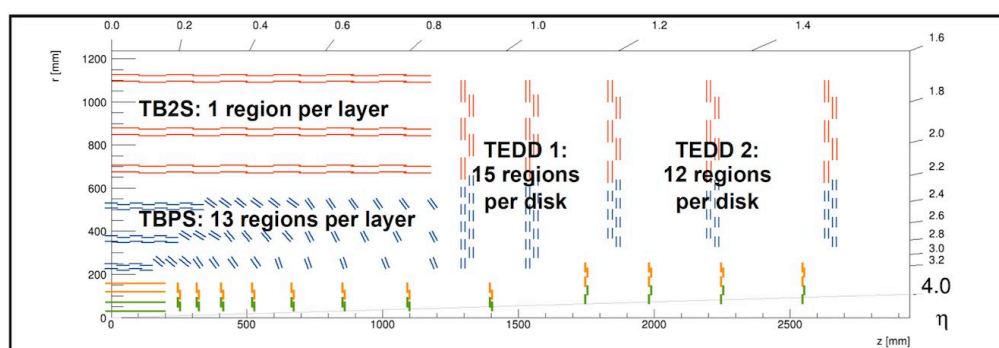 0.0 0.2 0.4 0.6 0.8 1.0 1.2 1.4 1.6
r [mm]
1200
1000
800
600
400
200
0
TB2S: 1 region per layer
TBPS: 13 regions per layer
TEDD 1:
15 regions
per disk
TEDD 2:
12 regions
per disk
1.8
2.0
2.2
2.4
2.6
2.8
3.0
3.2
4.0
η
0 500 1000 1500 2000 2500
z [mm]